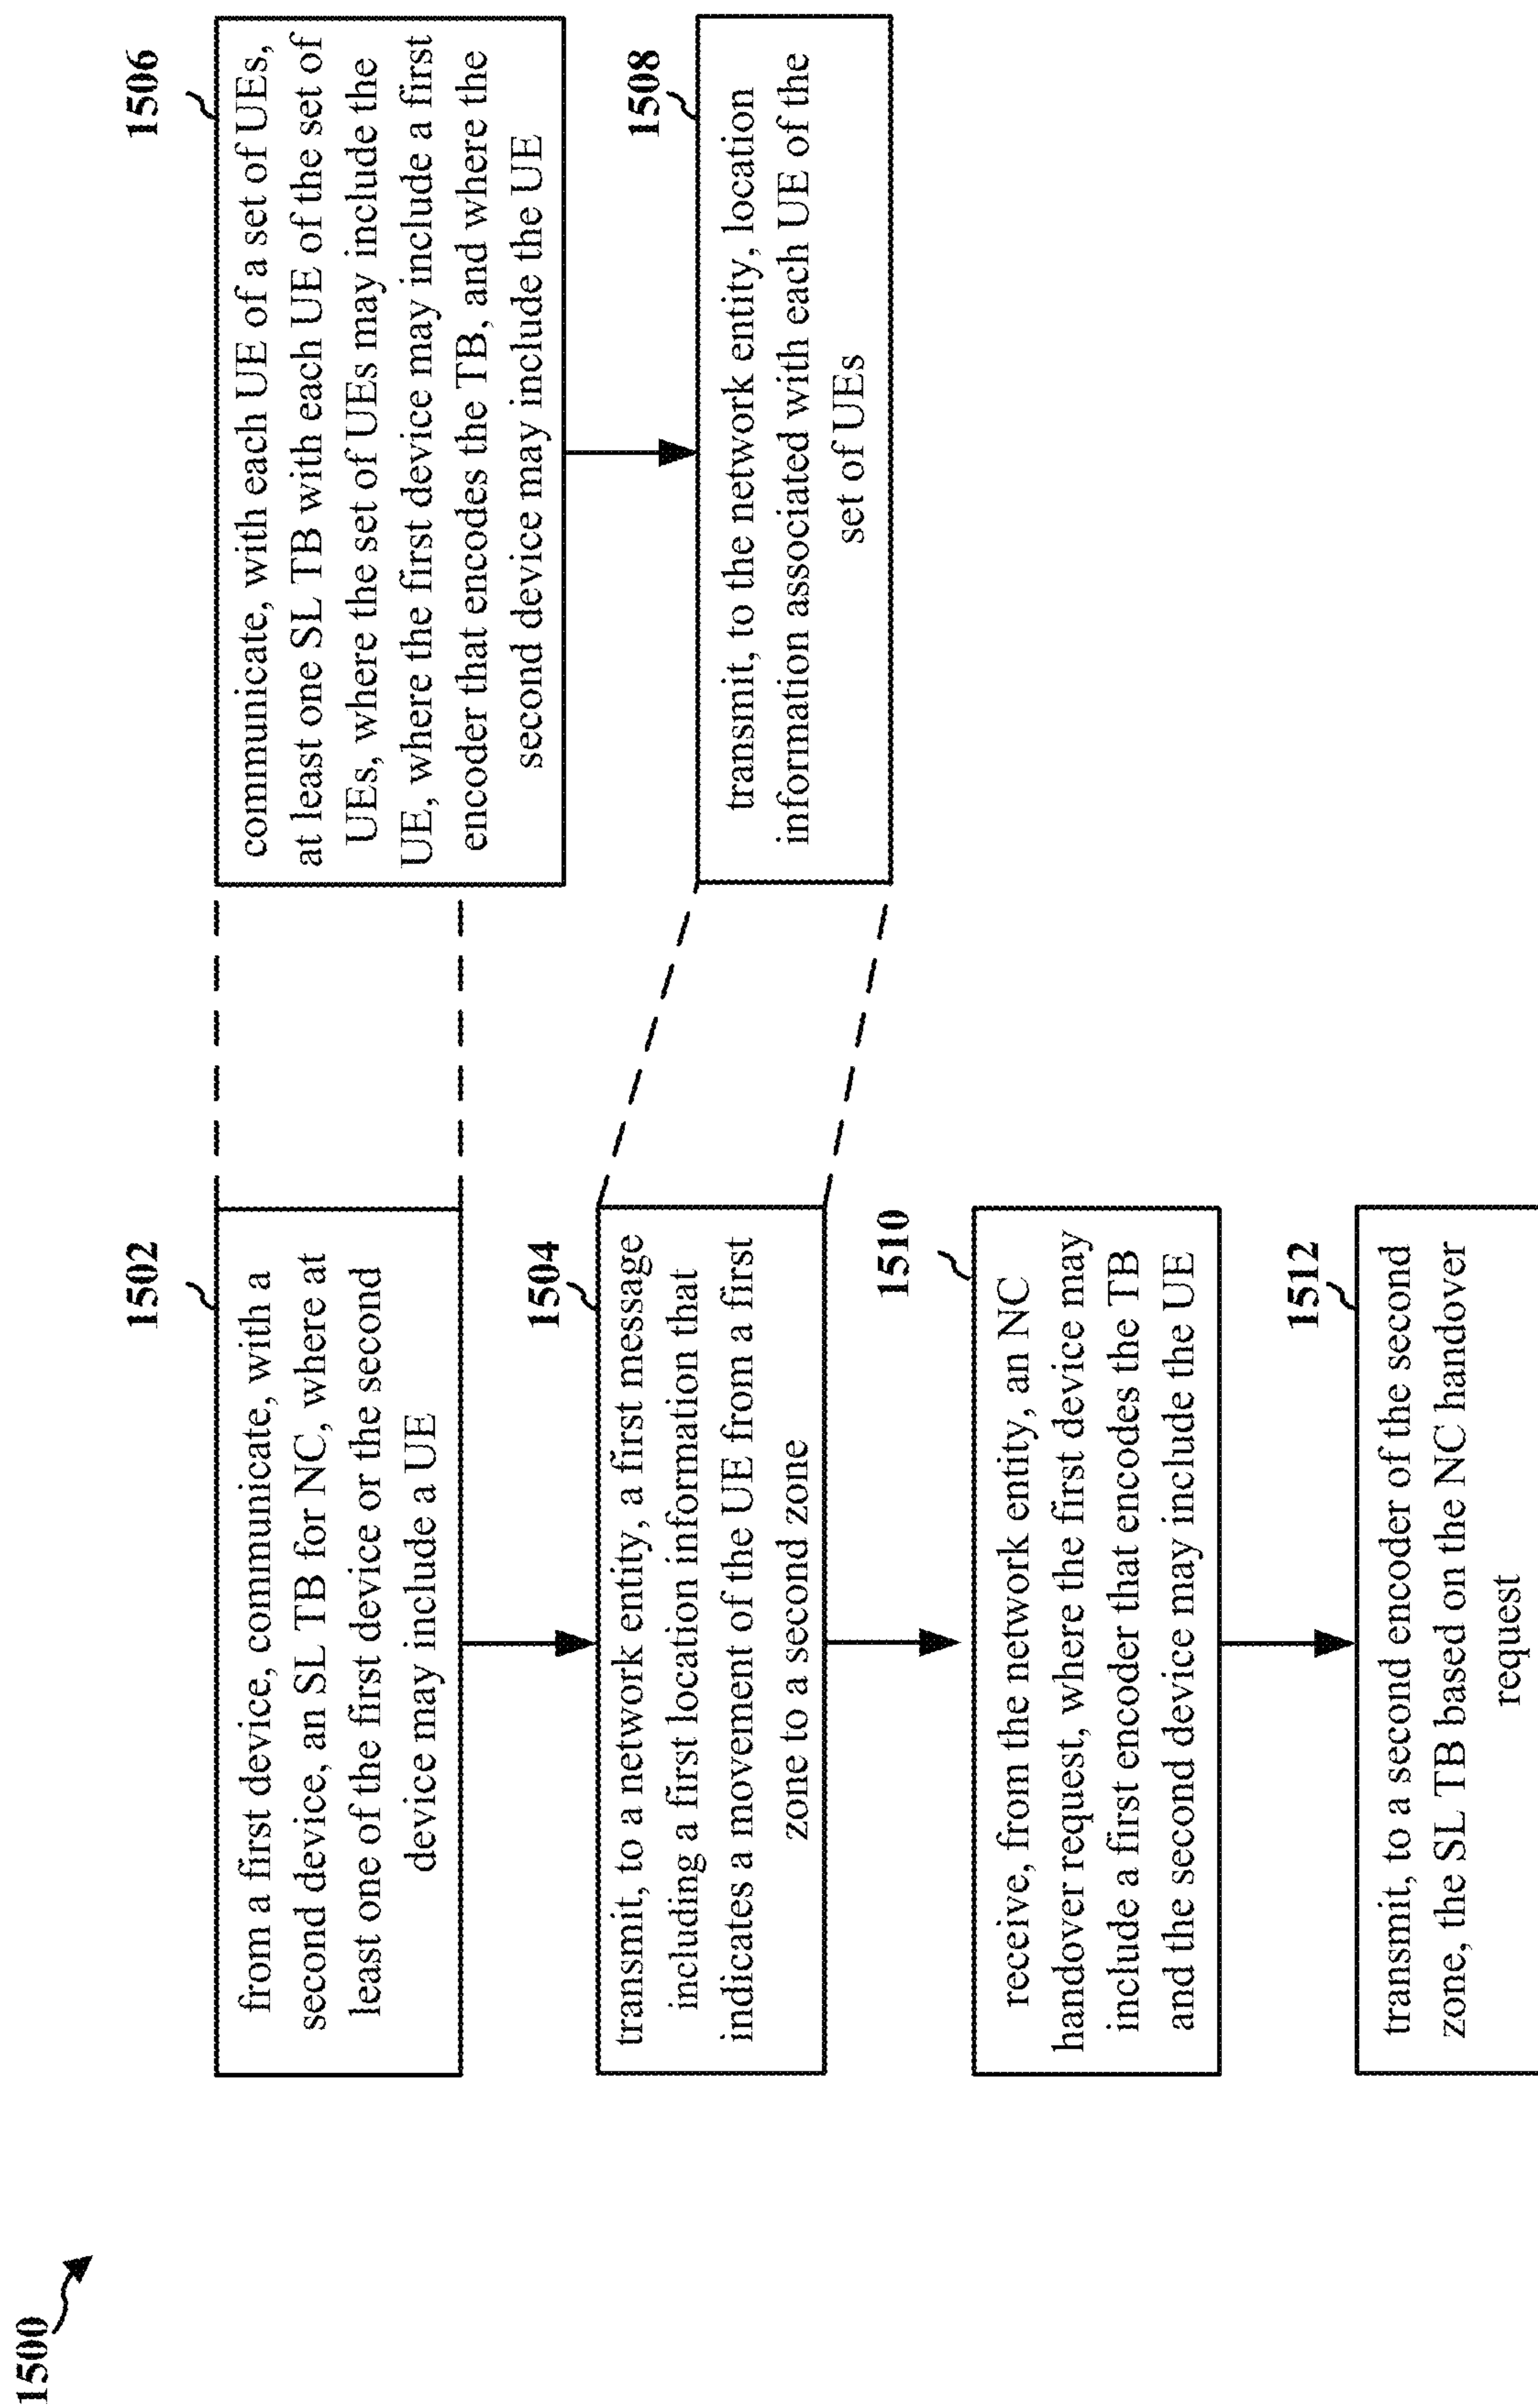 1500
1502
from a first device, communicate, with a
second device, an SL TB for NC, where at
least one of the first device or the second
device may include a UE
1504
transmit, to a network entity, a first message
including a first location information that
indicates a movement of the UE from a first
zone to a second zone
1510
receive, from the network entity, an NC
handover request, where the first device may
include a first encoder that encodes the TB
and the second device may include the UE
1512
transmit, to a second encoder of the second
zone, the SL TB based on the NC handover
request
1506
communicate, with each UE of a set of UEs,
at least one SL TB with each UE of the set of
UEs, where the set of UEs may include the
UE, where the first device may include a first
encoder that encodes the TB, and where the
second device may include the UE
1508
transmit, to the network entity, location
information associated with each UE of the
set of UEs